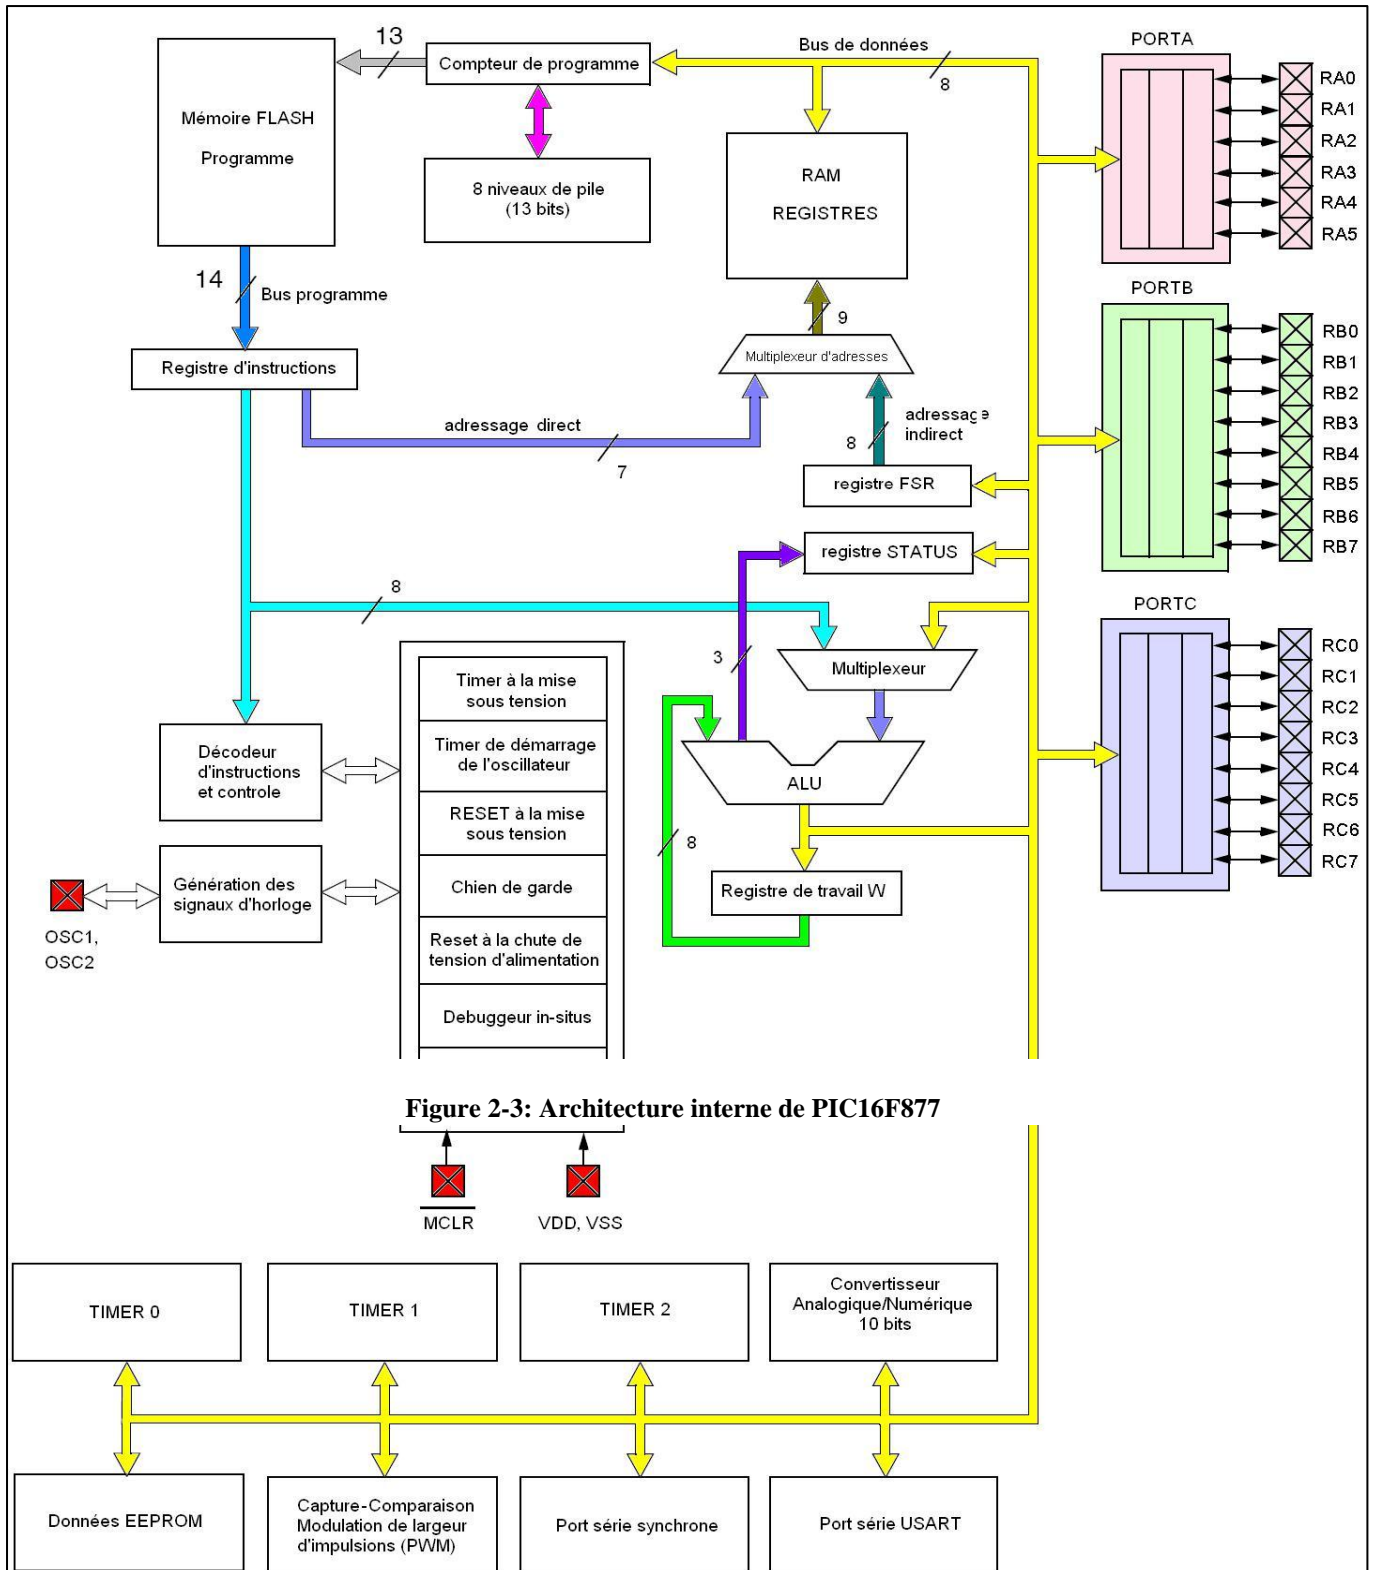 13
Compteur de programme
Bus de données
8
PORTA
RA0
RA1
RA2
RA3
RA4
RA5
Mémoire FLASH
Programme
8 niveaux de pile
(13 bits)
RAM
REGISTRES
14
Bus programme
9
Multiplexeur d'adresses
Registre d'instructions
adressage direct
7
8
adressage
indirect
registre FSR
registre STATUS
PORTB
RB0
RB1
RB2
RB3
RB4
RB5
RB6
RB7
8
3
Multiplexeur
ALU
8
Registre de travail W
PORTC
RC0
RC1
RC2
RC3
RC4
RC5
RC6
RC7
Timer à la mise
sous tension
Timer de démarrage
de l'oscillateur
RESET à la mise
sous tension
Chien de garde
Reset à la chute de
tension d'alimentation
Debuggeur in-situs
Décodeur
d'instructions
et controle
Génération des
signaux d'horloge
OSC1,
OSC2
Figure 2-3: Architecture interne de PIC16F877
MCLR
VDD, VSS
TIMER 0
TIMER 1
TIMER 2
Convertisseur
Analogique/Numérique
10 bits
Données EEPROM
Capture-Comparaison
Modulation de largeur
d'impulsions (PWM)
Port série synchrone
Port série USART